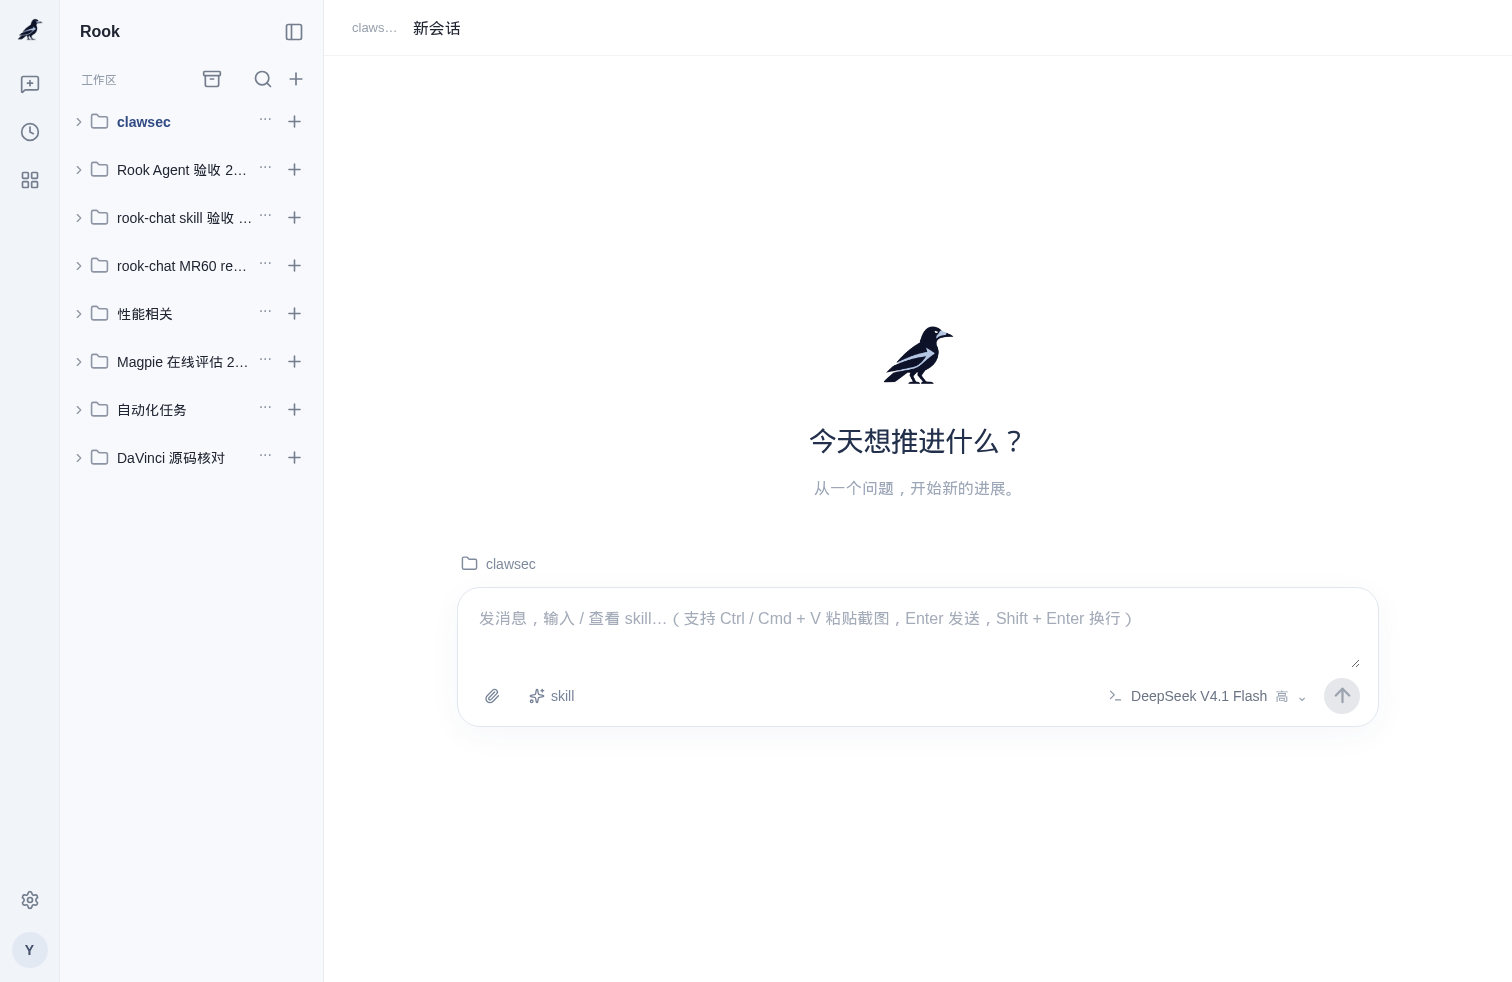 Rook
工作区
clawsec
Rook Agent 验收 2…
rook-chat skill 验收 …
rook-chat MR60 re…
性能相关
Magpie 在线评估 2…
自动化任务
DaVinci 源码核对
Y
claws… 新会话
今天想推进什么？
从一个问题，开始新的进展。
clawsec
发消息，输入 / 查看 skill…（支持 Ctrl / Cmd + V 粘贴截图，Enter 发送，Shift + Enter 换行）
skill
DeepSeek V4.1 Flash 高